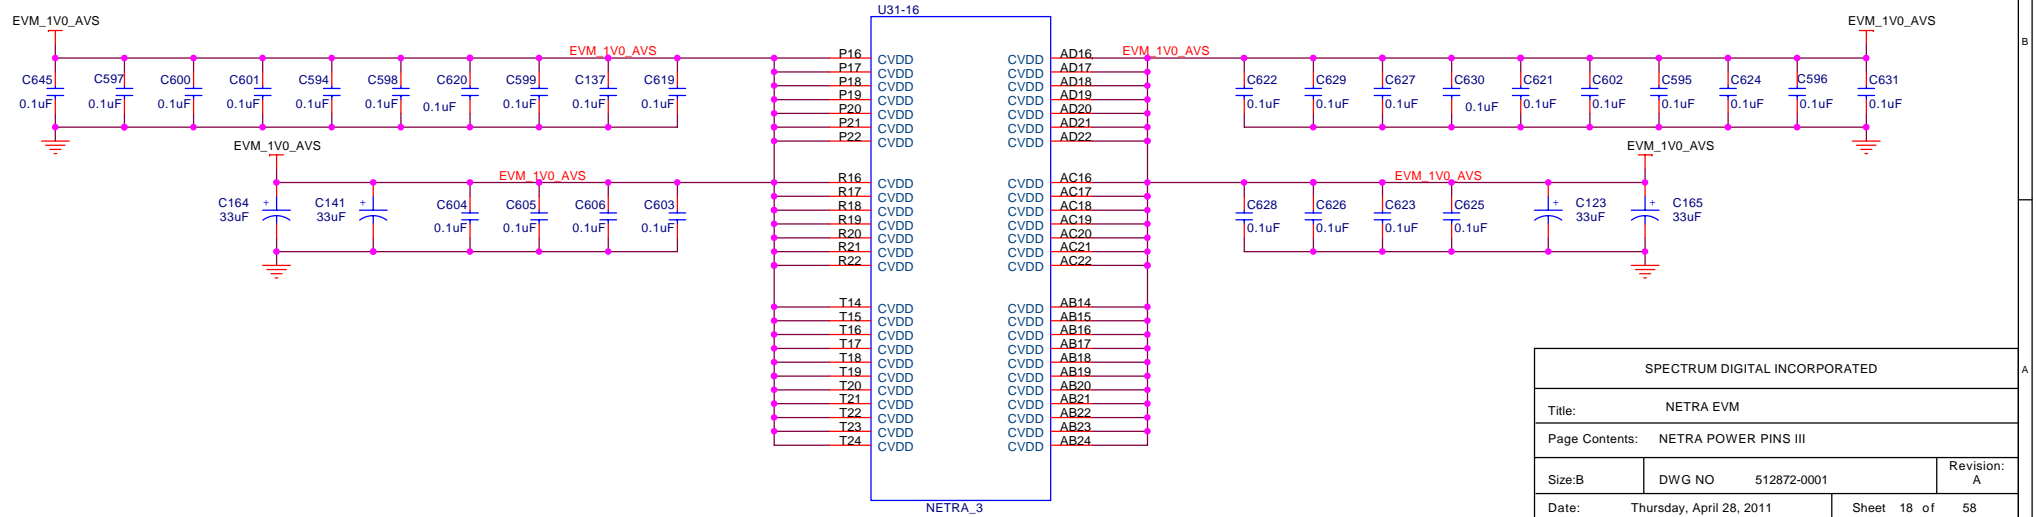 U31-16
EVM_1V0_AVS
EVM_1V0_AVS
EVM_1V0_AVS
EVM_1V0_AVS
B
C645 C597 C600 C601 C594 C598 C620 C599 C137 C619
0.1uF 0.1uF 0.1uF 0.1uF 0.1uF 0.1uF 0.1uF 0.1uF 0.1uF 0.1uF
C622 C629 C627 C630 C621 C602 C595 C624 C596 C631
0.1uF 0.1uF 0.1uF 0.1uF 0.1uF 0.1uF 0.1uF 0.1uF 0.1uF 0.1uF
P16 CVDD CVDD AD16
P17 CVDD CVDD AD17
P18 CVDD CVDD AD18
P19 CVDD CVDD AD19
P20 CVDD CVDD AD20
P21 CVDD CVDD AD21
P22 CVDD CVDD AD22
EVM_1V0_AVS
EVM_1V0_AVS
EVM_1V0_AVS
EVM_1V0_AVS
C164 C141 C604 C605 C606 C603
33uF 33uF 0.1uF 0.1uF 0.1uF 0.1uF
C628 C626 C623 C625 C123 C165
0.1uF 0.1uF 0.1uF 0.1uF 33uF 33uF
R16 CVDD CVDD AC16
R17 CVDD CVDD AC17
R18 CVDD CVDD AC18
R19 CVDD CVDD AC19
R20 CVDD CVDD AC20
R21 CVDD CVDD AC21
R22 CVDD CVDD AC22
T14 CVDD CVDD AB14
T15 CVDD CVDD AB15
T16 CVDD CVDD AB16
T17 CVDD CVDD AB17
T18 CVDD CVDD AB18
T19 CVDD CVDD AB19
T20 CVDD CVDD AB20
T21 CVDD CVDD AB21
T22 CVDD CVDD AB22
T23 CVDD CVDD AB23
T24 CVDD CVDD AB24
NETRA_3
A
SPECTRUM DIGITAL INCORPORATED
Title: NETRA EVM
Page Contents: NETRA POWER PINS III
Size:B DWG NO 512872-0001 Revision: A
Date: Thursday, April 28, 2011 Sheet 18 of 58